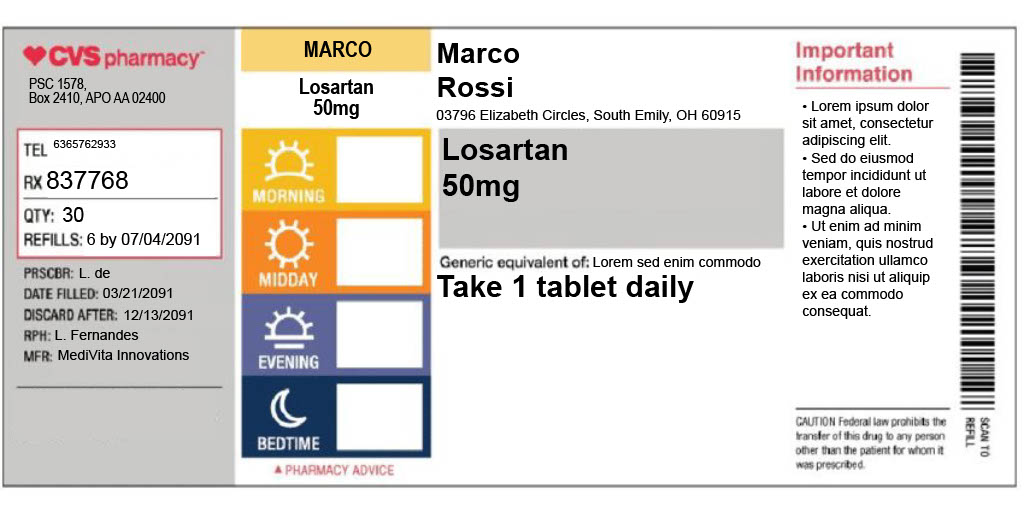 CVS pharmacy
PSC 1578,
Box 2410, APO AA 02400
TEL 6365762933
RX 837768
QTY: 30
REFILLS: 6 by 07/04/2091
PRSCBR: L. de
DATE FILLED: 03/21/2091
DISCARD AFTER: 12/13/2091
RPH: L. Fernandes
MFR: MediVita Innovations
MARCO
Losartan
50mg
MORNING
MIDDAY
EVENING
BEDTIME
▲ PHARMACY ADVICE
Marco
Rossi
03796 Elizabeth Circles, South Emily, OH 60915
Losartan
50mg
Generic equivalent of: Lorem sed enim commodo
Take 1 tablet daily
Important
Information
• Lorem ipsum dolor
sit amet, consectetur
adipiscing elit.
• Sed do eiusmod
tempor incididunt ut
labore et dolore
magna aliqua.
• Ut enim ad minim
veniam, quis nostrud
exercitation ullamco
laboris nisi ut aliquip
ex ea commodo
consequat.
CAUTION Federal law prohibits the
transfer of this drug to any person
other than the patient for whom it
was prescribed.
SCAN TO
REFILL